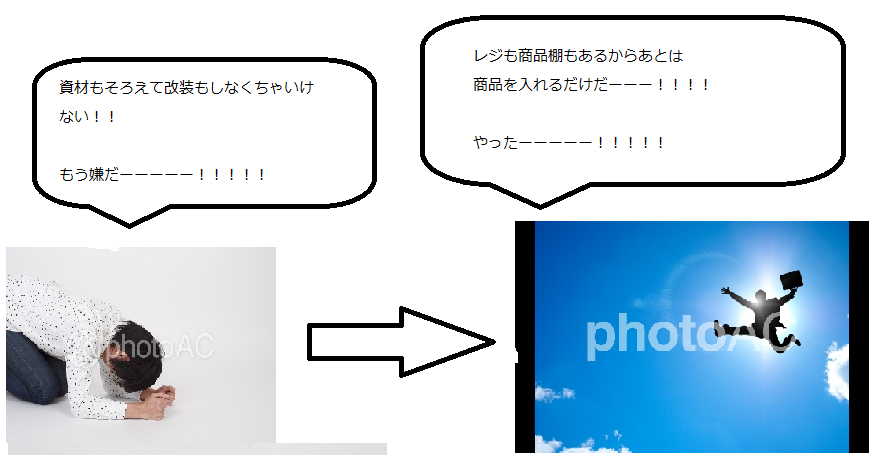 資材もそろえて改装もしなくちゃいけ
ない！！
もう嫌だーーーーー！！！！！
レジも商品棚もあるからあとは
商品を入れるだけだーーー！！！！
やったーーーーー！！！！！
photoAC
photoAC